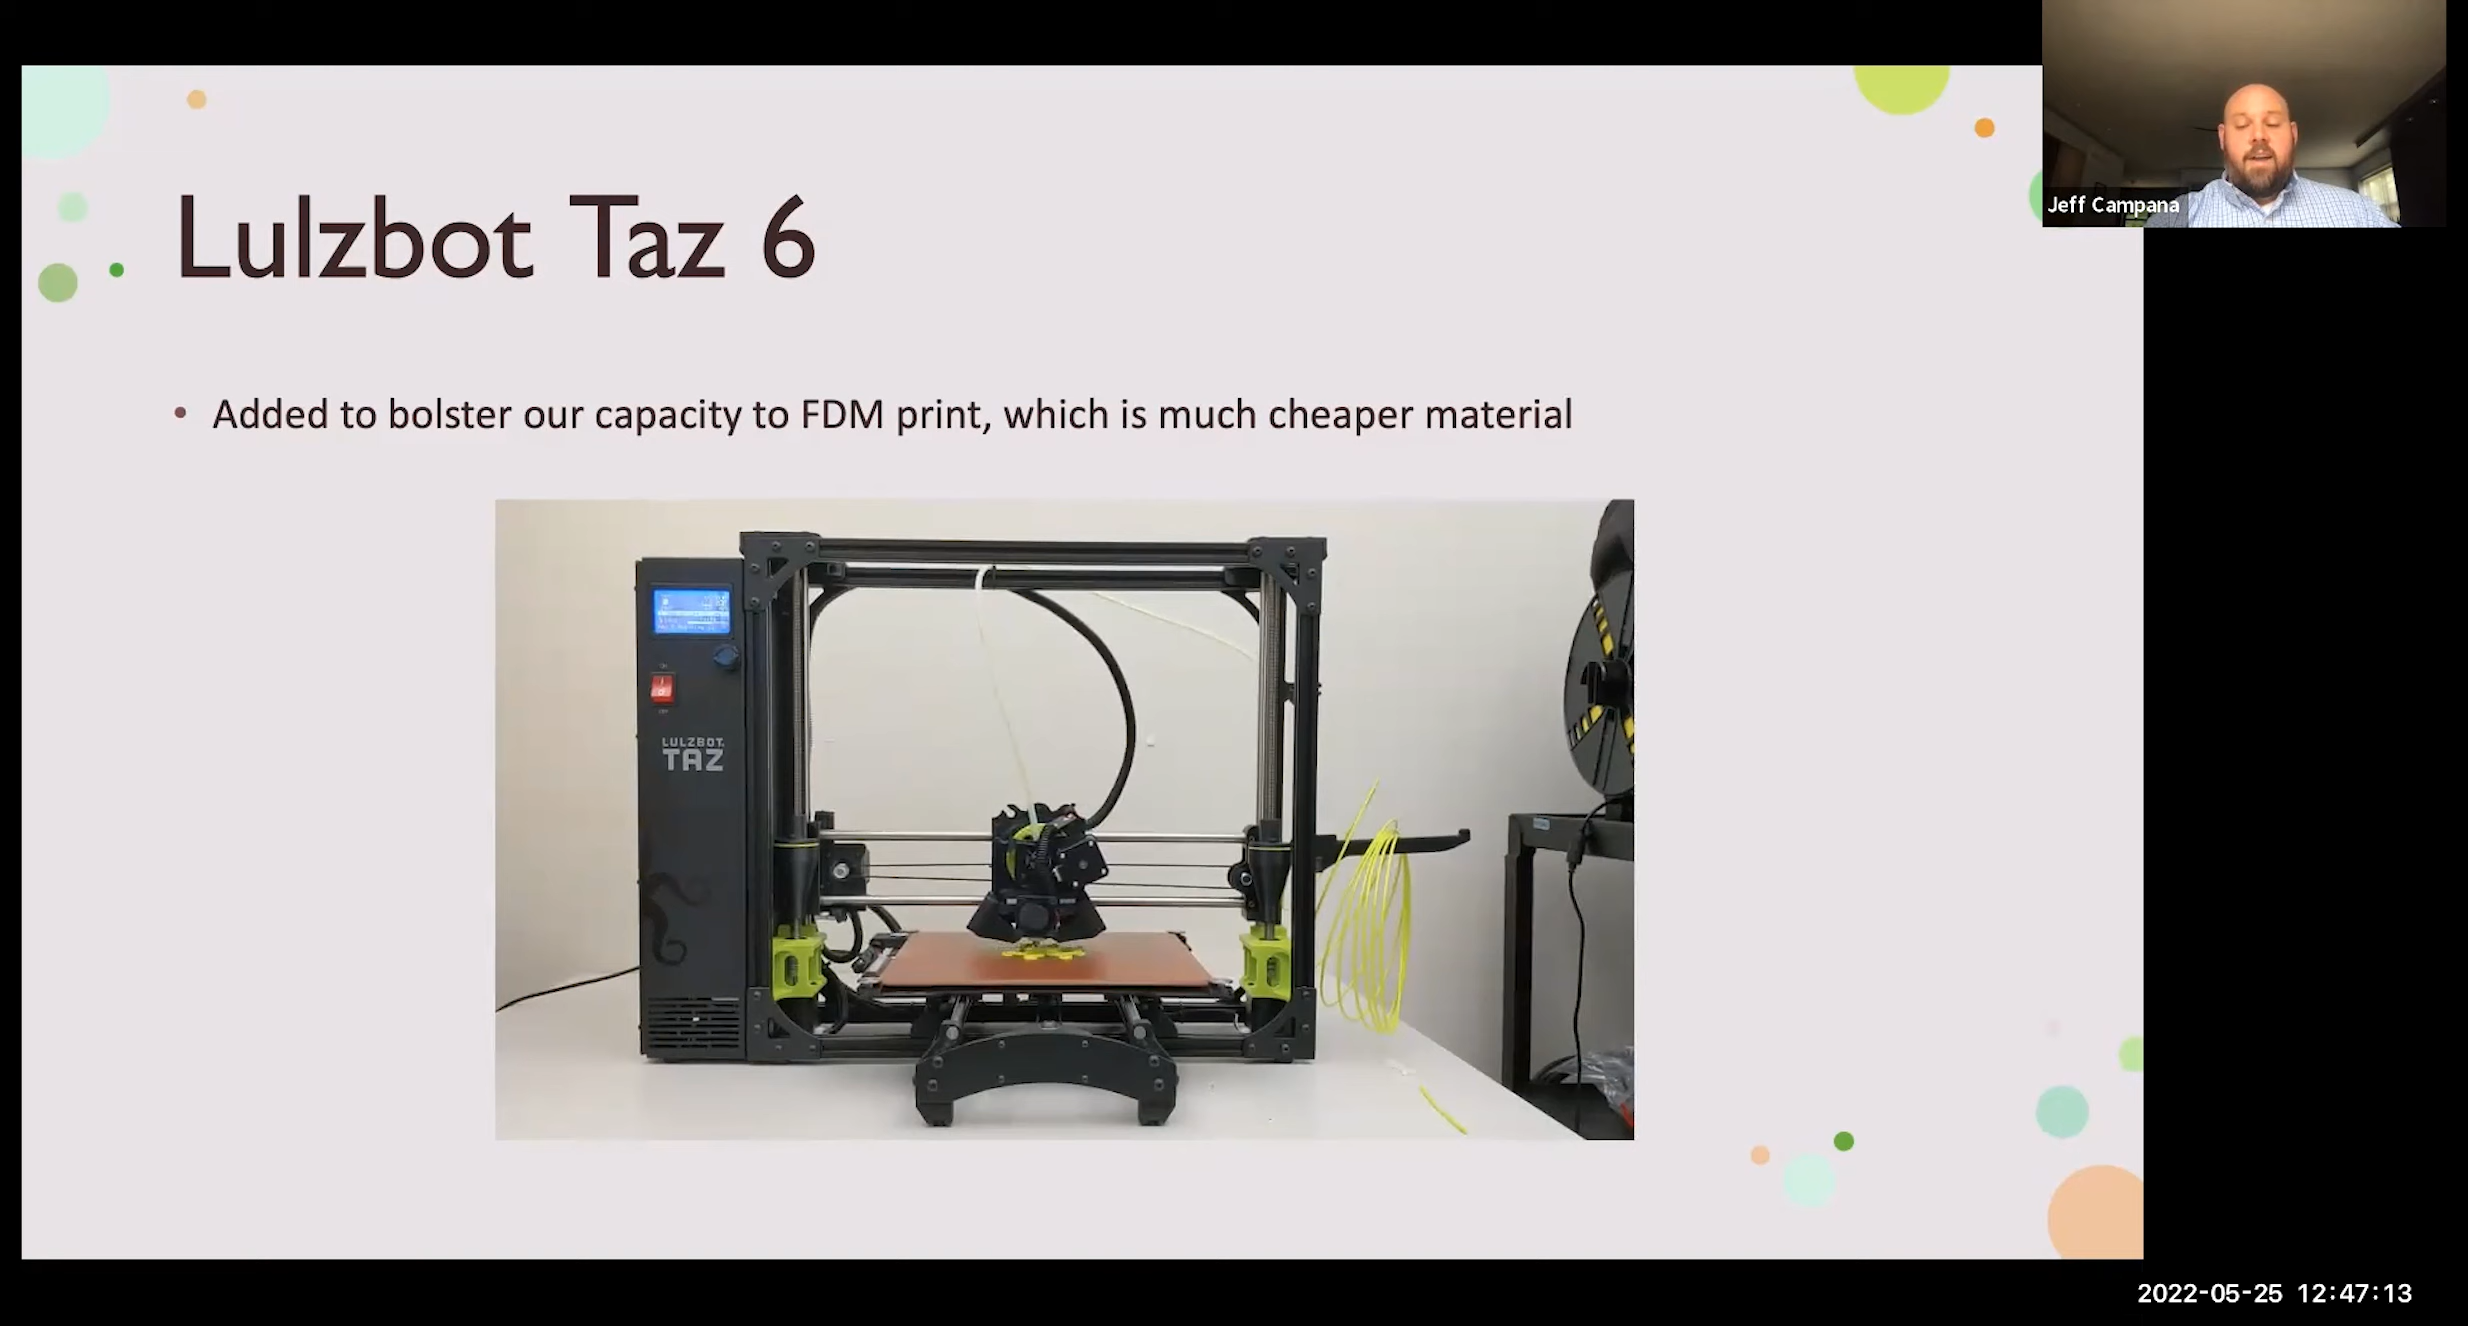 Lulzbot Taz 6
• Added to bolster our capacity to FDM print, which is much cheaper material
LULZBOT
TAZ
Jeff Campana
2022-05-25 12:47:13